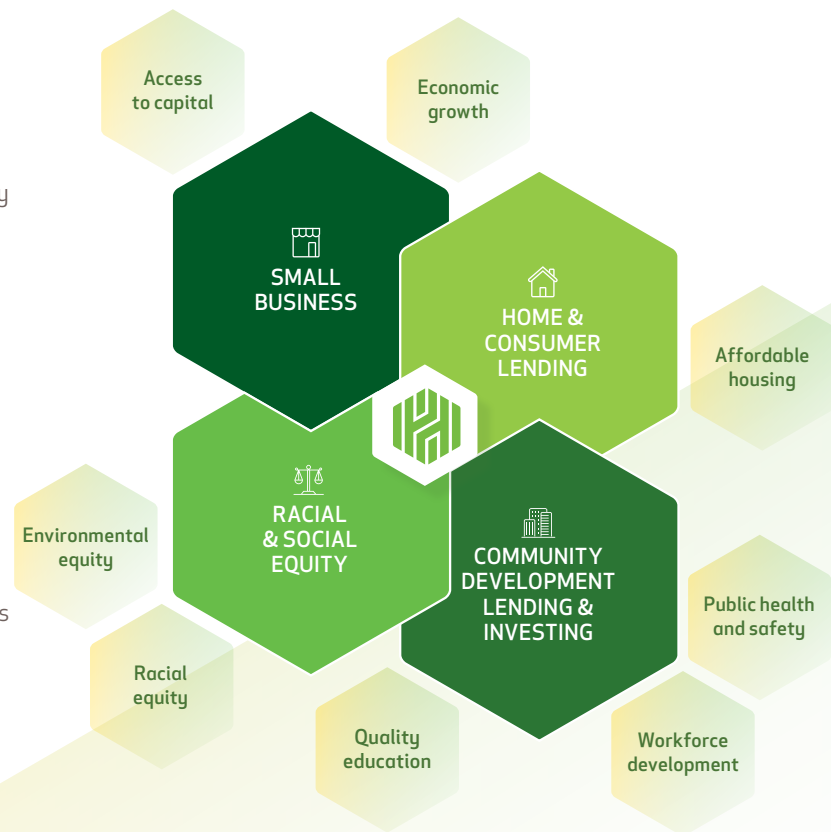 Access
to capital
Economic
growth
SMALL
BUSINESS
HOME &
CONSUMER
LENDING
Affordable
housing
RACIAL
& SOCIAL
EQUITY
Environmental
equity
COMMUNITY
DEVELOPMENT
LENDING &
INVESTING
Public health
and safety
Racial
equity
Quality
education
Workforce
development